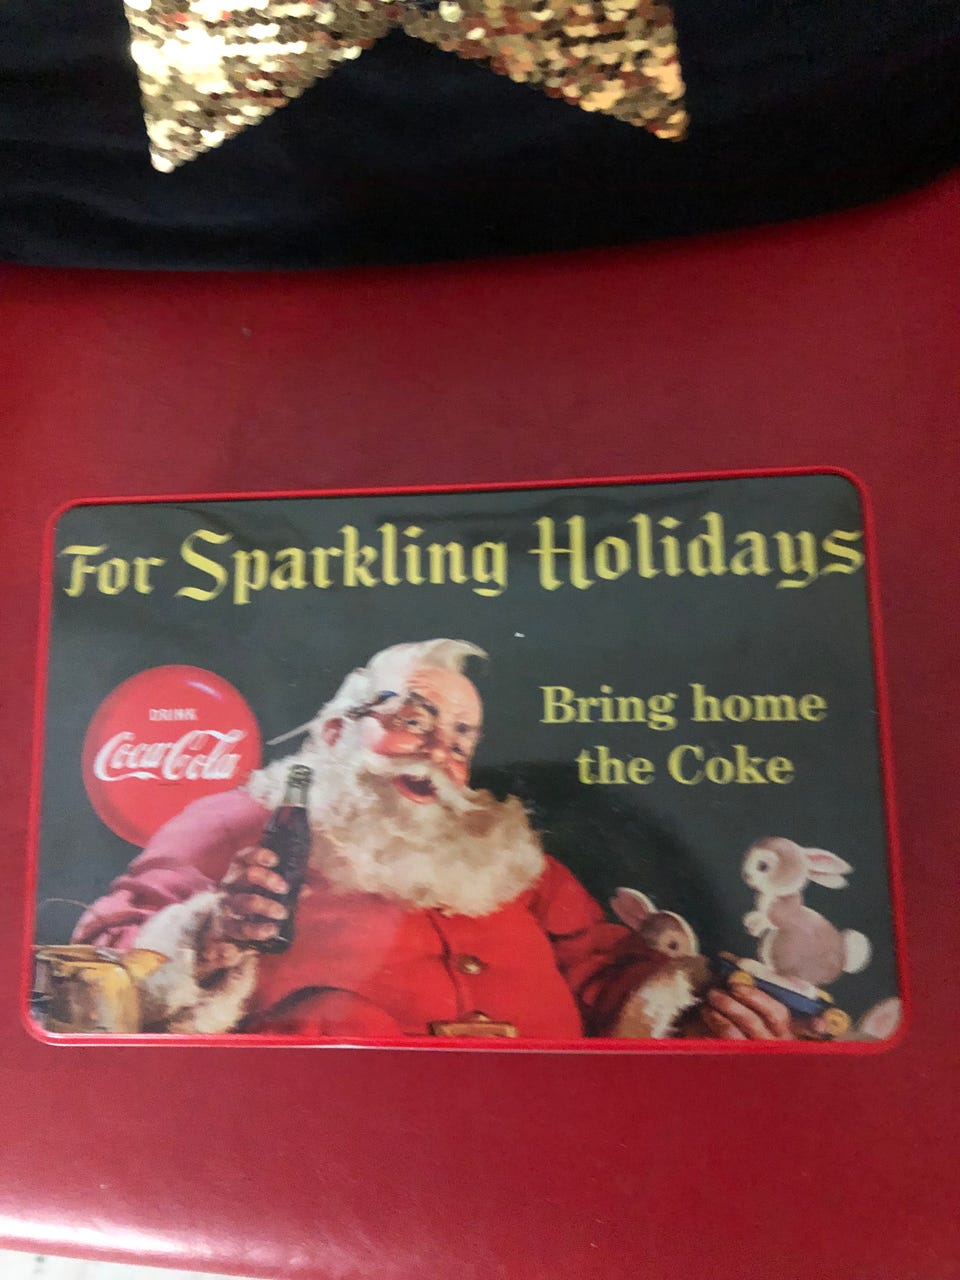 For Sparkling Holidays
Bring home
the Coke
DRINK
Coca-Cola